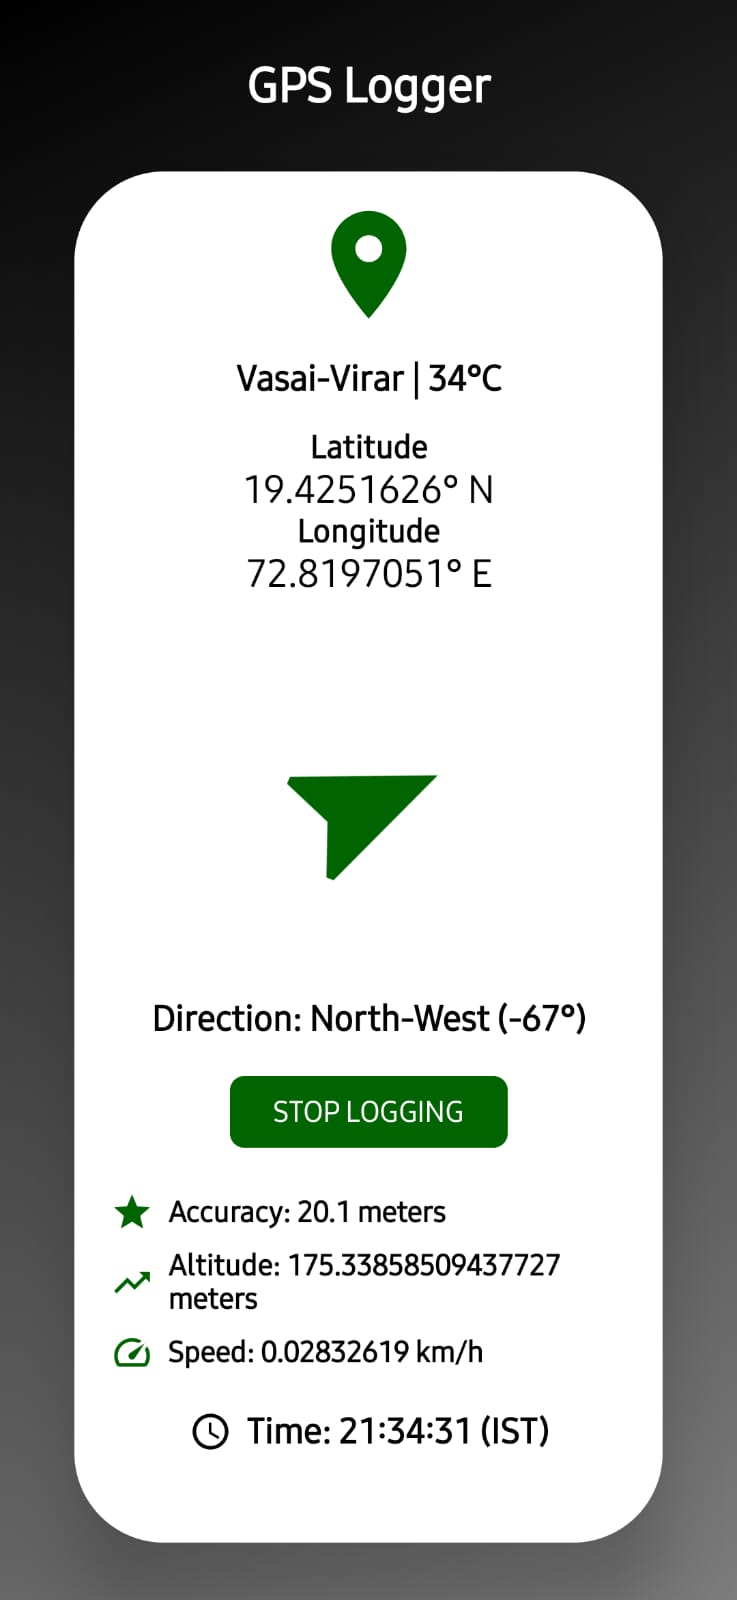 GPS Logger
Vasai-Virar | 34°C
Latitude
19.4251626° N
Longitude
72.8197051° E
Direction: North-West (-67°)
STOP LOGGING
Accuracy: 20.1 meters
Altitude: 175.33858509437727
meters
Speed: 0.02832619 km/h
Time: 21:34:31 (IST)